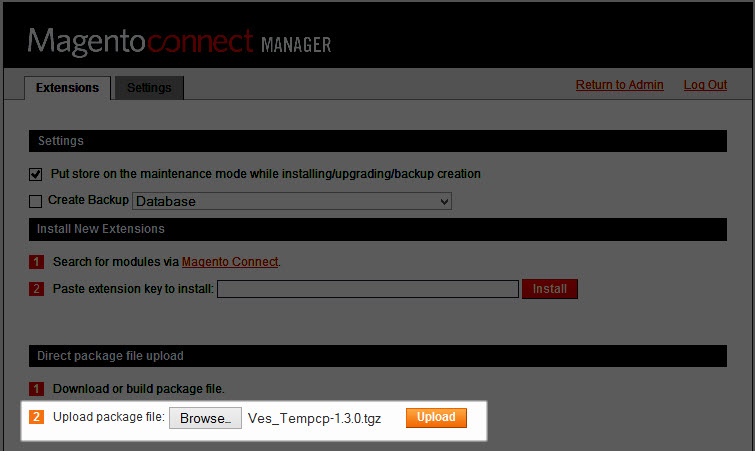 Magentoconnect MANAGER
Extensions Settings Return to Admin Log Out
Settings
Put store on the maintenance mode while installing/upgrading/backup creation
Create Backup Database
Install New Extensions
1 Search for modules via Magento Connect.
2 Paste extension key to install: Install
Direct package file upload
1 Download or build package file.
2 Upload package file: Browse.. Ves_Tempcp-1.3.0.tgz Upload